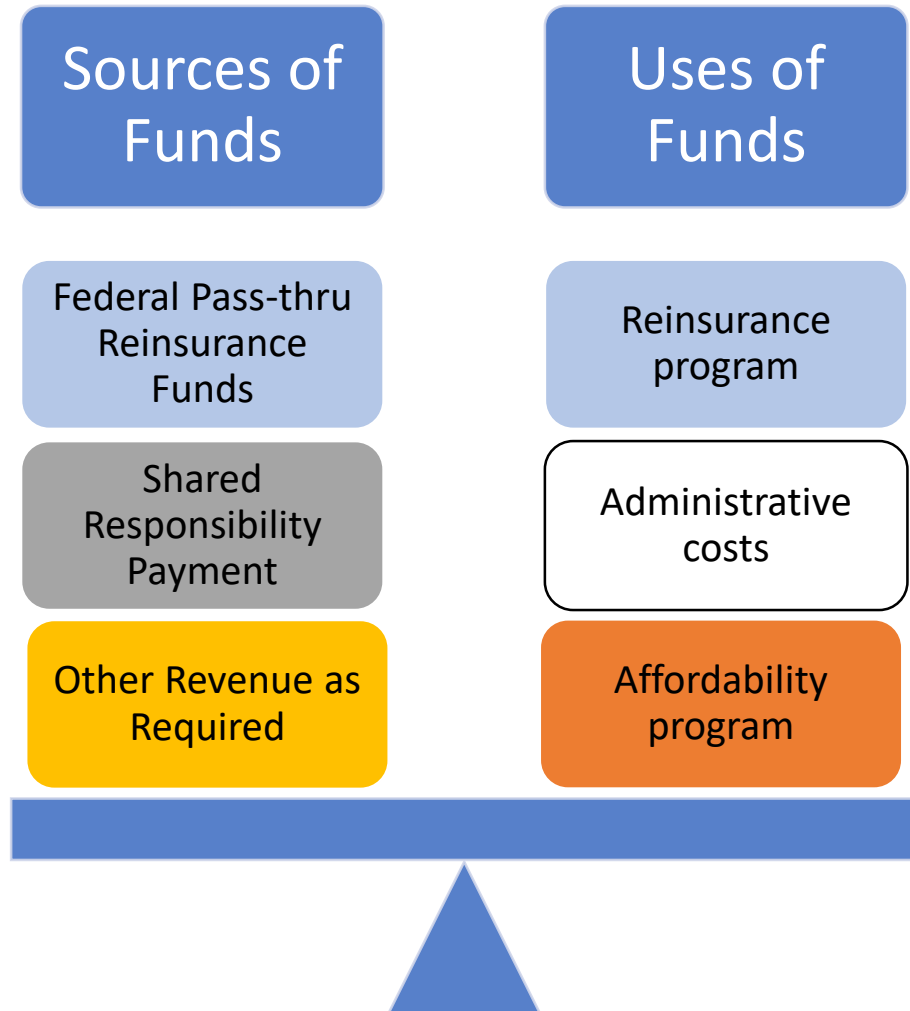 Sources of
Funds
Uses of
Funds
Federal Pass-thru
Reinsurance
Funds
Reinsurance
program
Shared
Responsibility
Payment
Administrative
costs
Other Revenue as
Required
Affordability
program